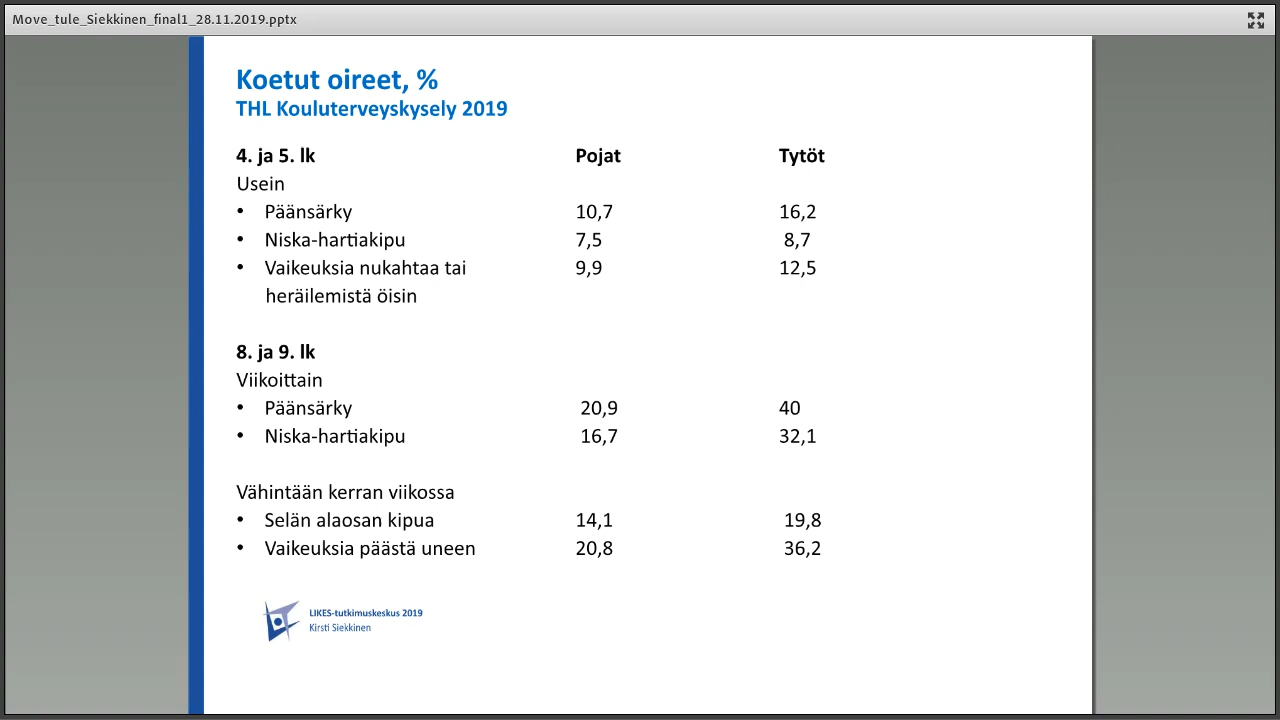 Move_tule_Siekkinen_final1_28.11.2019.pptx
Koetut oireet, %
THL Kouluterveyskysely 2019
4. ja 5. lk Pojat Tytöt
Usein
• Päänsärky 10,7 16,2
• Niska-hartiakipu 7,5 8,7
• Vaikeuksia nukahtaa tai 9,9 12,5
heräilemistä öisin
8. ja 9. lk
Viikoittain
• Päänsärky 20,9 40
• Niska-hartiakipu 16,7 32,1
Vähintään kerran viikossa
• Selän alaosan kipua 14,1 19,8
• Vaikeuksia päästä uneen 20,8 36,2
LIKES-tutkimuskeskus 2019
Kirsti Siekkinen